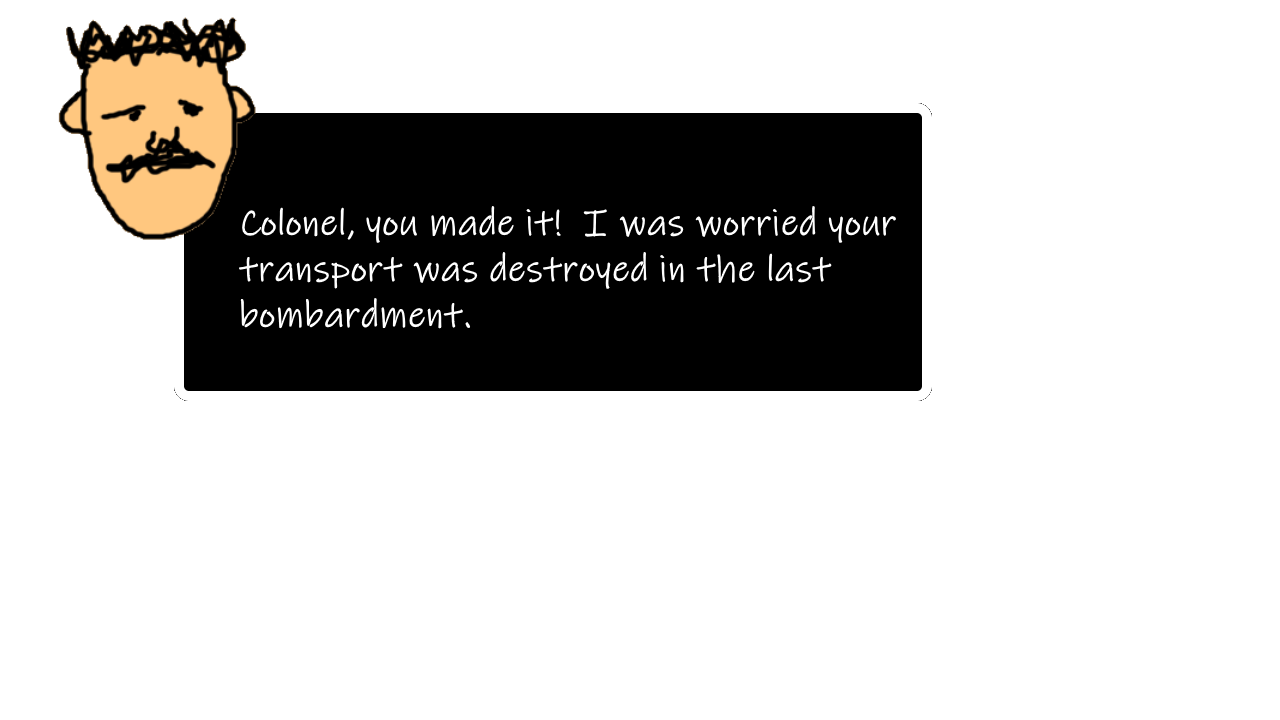 Colonel, you made it!  I was worried your
transport was destroyed in the last
bombardment.